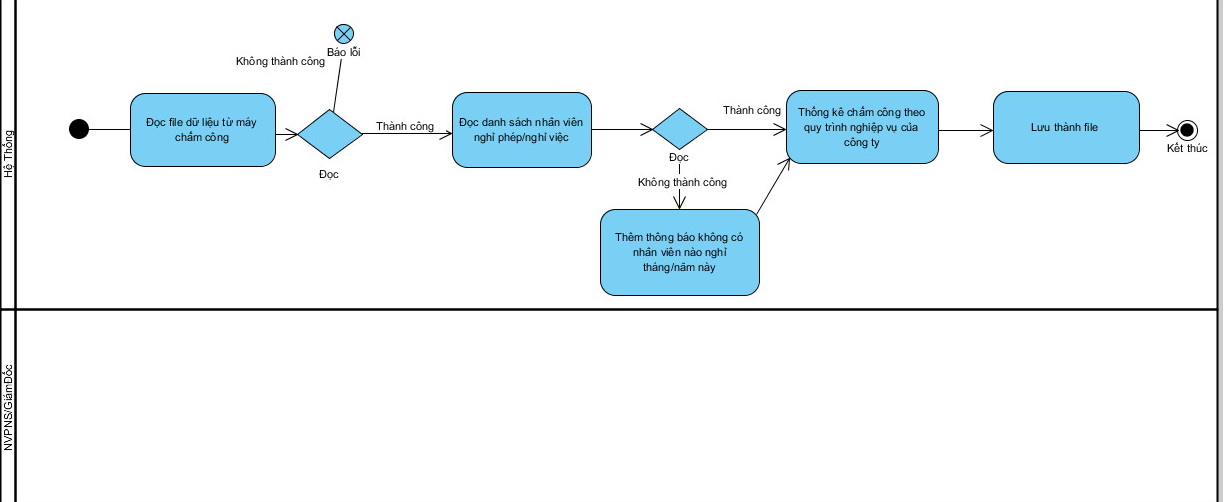 Hệ Thống
Báo lỗi
Không thành công
Đọc file dữ liệu từ máy
chấm công
Đọc
Thành công
Đọc danh sách nhân viên
nghỉ phép/nghỉ việc
Đọc
Thành công
Không thành công
Thêm thông báo không có
nhân viên nào nghỉ
tháng/năm này
Thống kê chấm công theo
quy trình nghiệp vụ của
công ty
Lưu thành file
Kết thúc
NVPNS/GiámĐốc